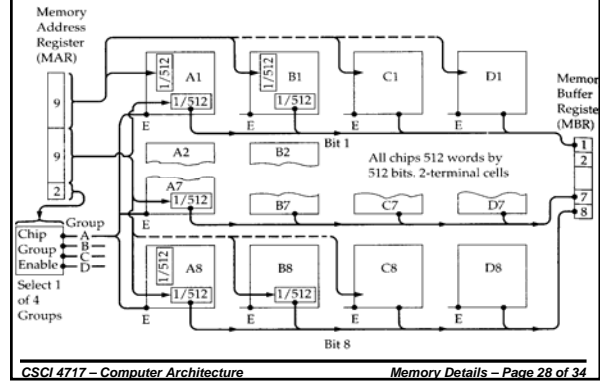 Memory
Address
Register
(MAR)
9
9
2
Chip
Group
Enable
Group
A
B
C
D
Select 1
of 4
Groups
1/512
A1
1/512
E
1/512
B1
1/512
E
C1
E
D1
E
Bit 1
A2
B2
All chips 512 words by
512 bits. 2-terminal cells
A7
1/512
E
B7
C7
D7
1/512
A8
1/512
E
B8
1/512
E
C8
E
D8
E
Bit 8
Memor
Buffer
Registe
(MBR)
1
2
7
8
CSCI 4717 – Computer Architecture
Memory Details – Page 28 of 34